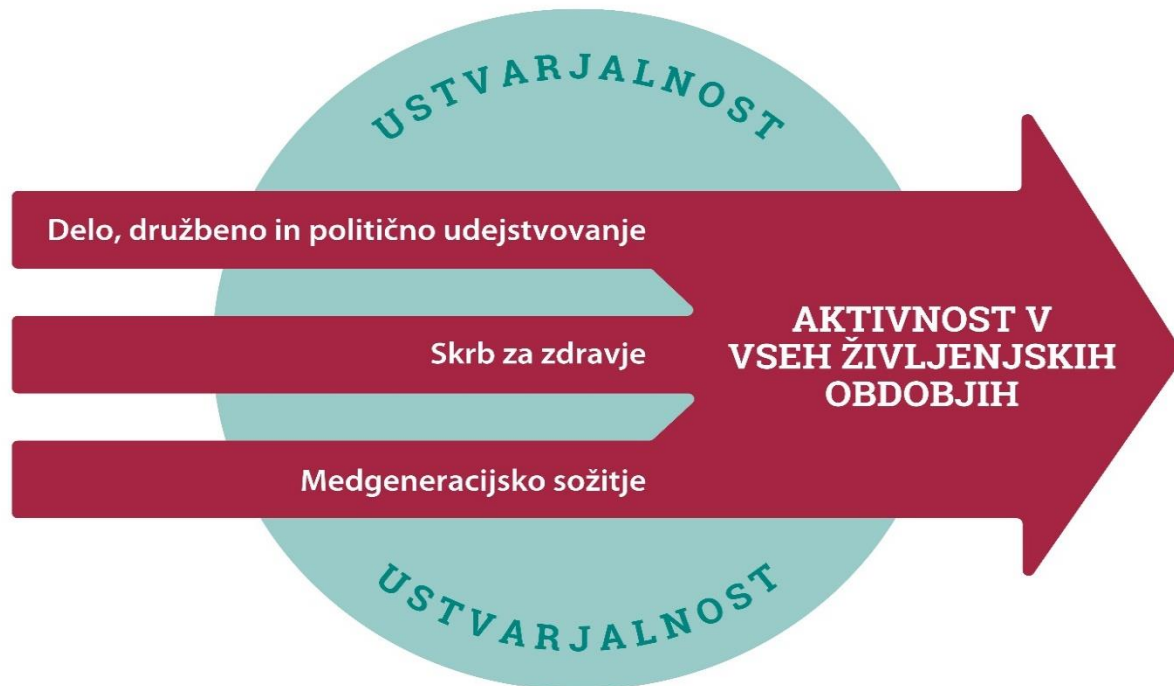 USTVARJALNOST
Delo, družbeno in politično udejstvovanje
Skrb za zdravje
Medgeneracijsko sožitje
AKTIVNOST V
VSEH ŽIVLJENJSKIH
OBDOBJIH
USTVARJALNOST